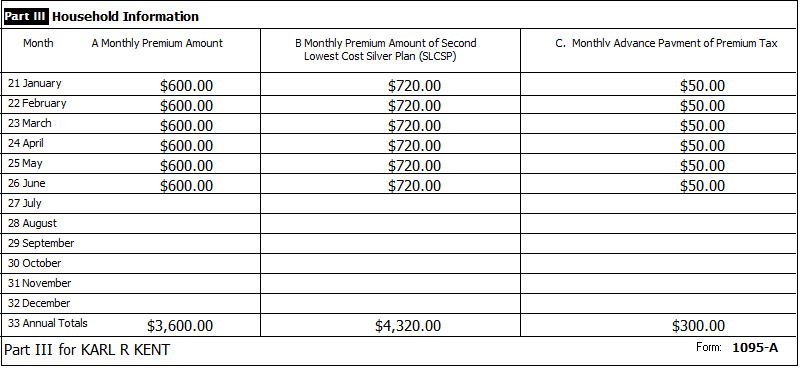 Part III Household Information
Month A Monthly Premium Amount B Monthly Premium Amount of Second C. Monthly Advance Payment of Premium Tax
Lowest Cost Silver Plan (SLCSP)
21 January $600.00 $720.00 $50.00
22 February $600.00 $720.00 $50.00
23 March $600.00 $720.00 $50.00
24 April $600.00 $720.00 $50.00
25 May $600.00 $720.00 $50.00
26 June $600.00 $720.00 $50.00
27 July
28 August
29 September
30 October
31 November
32 December
33 Annual Totals $3,600.00 $4,320.00 $300.00
Part III for KARL R KENT Form: 1095-A